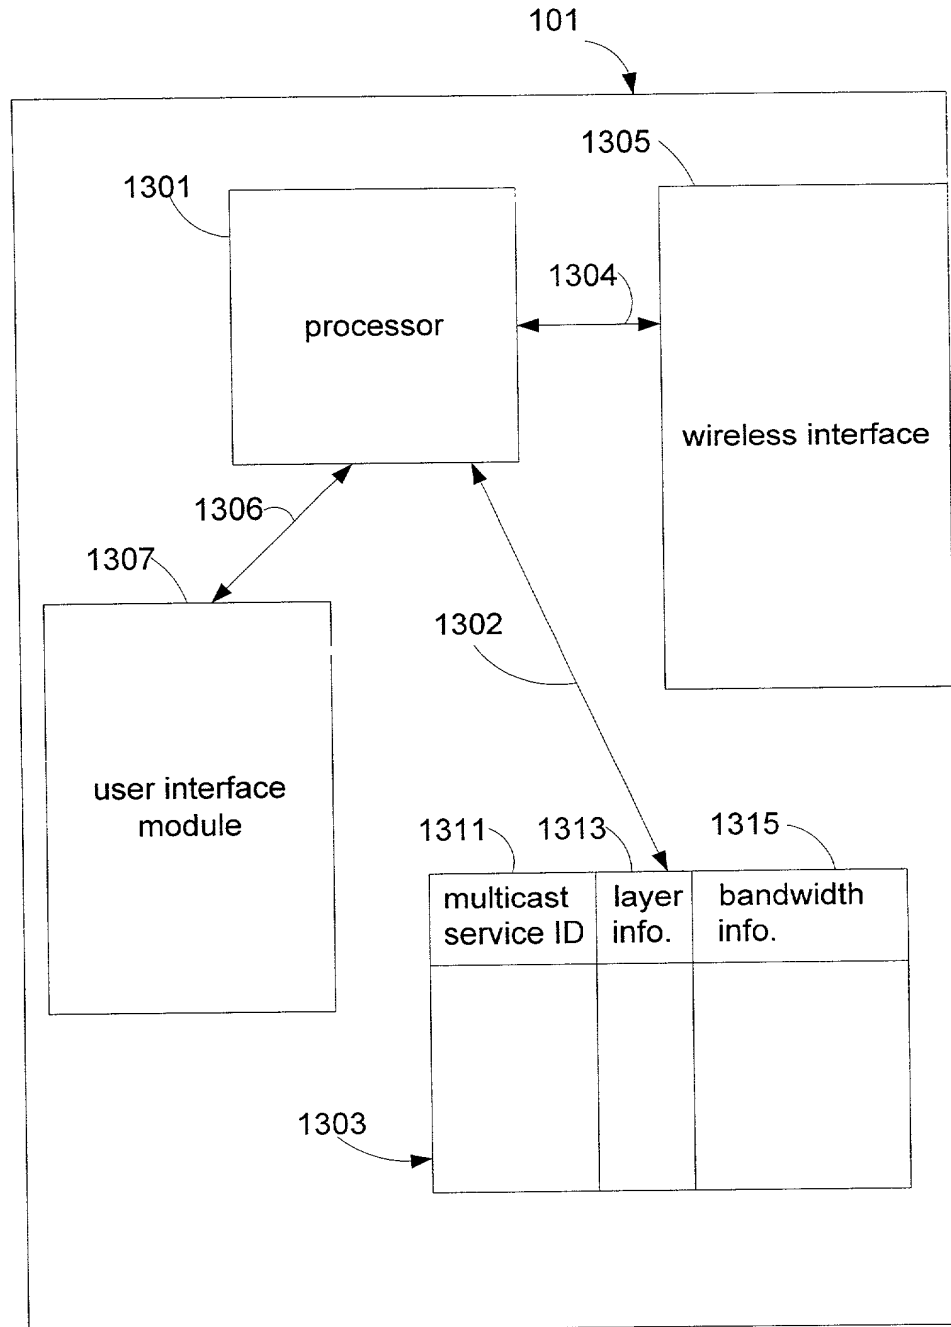 101
1305
1301
1304
processor
wireless interface
1306
1307
1302
user interface
module
1311
1313
1315
multicast
service ID
layer
info.
bandwidth
info.
1303